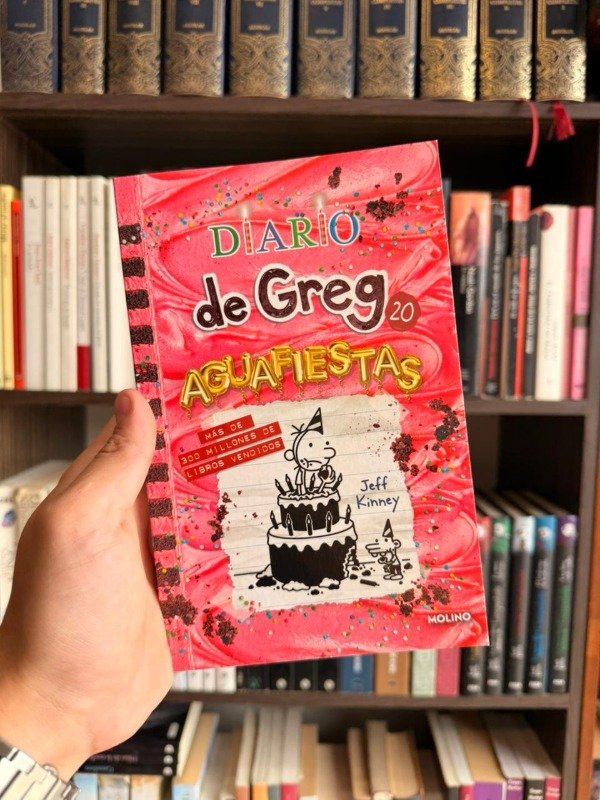 DIARIO
de Greg
20
AGUAFIESTAS
MÁS DE
300 MILLONES DE
LIBROS VENDIDOS
Jeff
Kinney
MOLINO